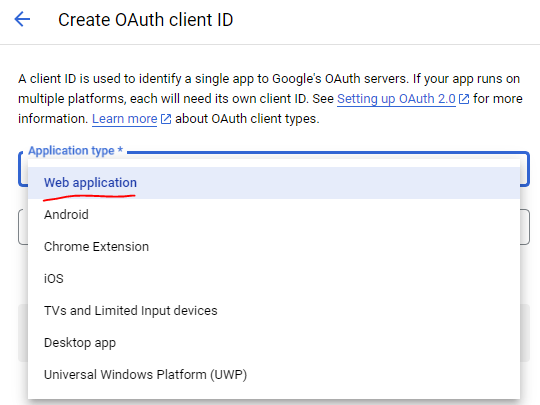 Create OAuth client ID
A client ID is used to identify a single app to Google's OAuth servers. If your app runs on
multiple platforms, each will need its own client ID. See Setting up OAuth 2.0 for more
information. Learn more about OAuth client types.
Application type *
Web application
Android
Chrome Extension
iOS
TVs and Limited Input devices
Desktop app
Universal Windows Platform (UWP)